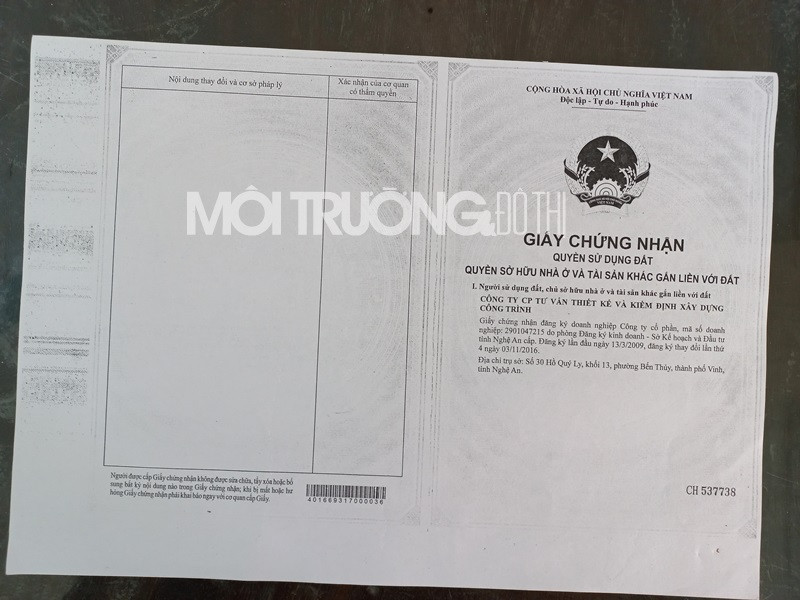 Nội dung thay đổi và cơ sở pháp lý
Xác nhận của cơ quan
có thẩm quyền
Người được cấp Giấy chứng nhận không được sửa chữa, tẩy xóa hoặc bổ
sung bất kỳ nội dung nào trong Giấy chứng nhận; khi bị mất hoặc hư
hỏng Giấy chứng nhận phải khai báo ngay với cơ quan cấp Giấy.
401669317000036
MÔI TRƯỜNG & ĐÔ THỊ
CỘNG HÒA XÃ HỘI CHỦ NGHĨA VIỆT NAM
Độc lập - Tự do - Hạnh phúc
VIỆT NAM
GIẤY CHỨNG NHẬN
QUYỀN SỬ DỤNG ĐẤT
QUYỀN SỞ HỮU NHÀ Ở VÀ TÀI SẢN KHÁC GẮN LIỀN VỚI ĐẤT
I. Người sử dụng đất, chủ sở hữu nhà ở và tài sản khác gắn liền với đất
CÔNG TY CP TƯ VẤN THIẾT KẾ VÀ KIỂM ĐỊNH XÂY DỰNG
CÔNG TRÌNH
Giấy chứng nhận đăng ký doanh nghiệp Công ty cổ phần, mã số doanh
nghiệp: 2901047215 do phòng Đăng ký kinh doanh - Sở Kế hoạch và Đầu tư
tỉnh Nghệ An cấp. Đăng ký lần đầu ngày 13/3/2009, đăng ký thay đổi lần thứ
4 ngày 03/11/2016.
Địa chỉ trụ sở: Số 30 Hồ Quý Ly, khối 13, phường Bến Thủy, thành phố Vinh,
tỉnh Nghệ An.
CH 537738